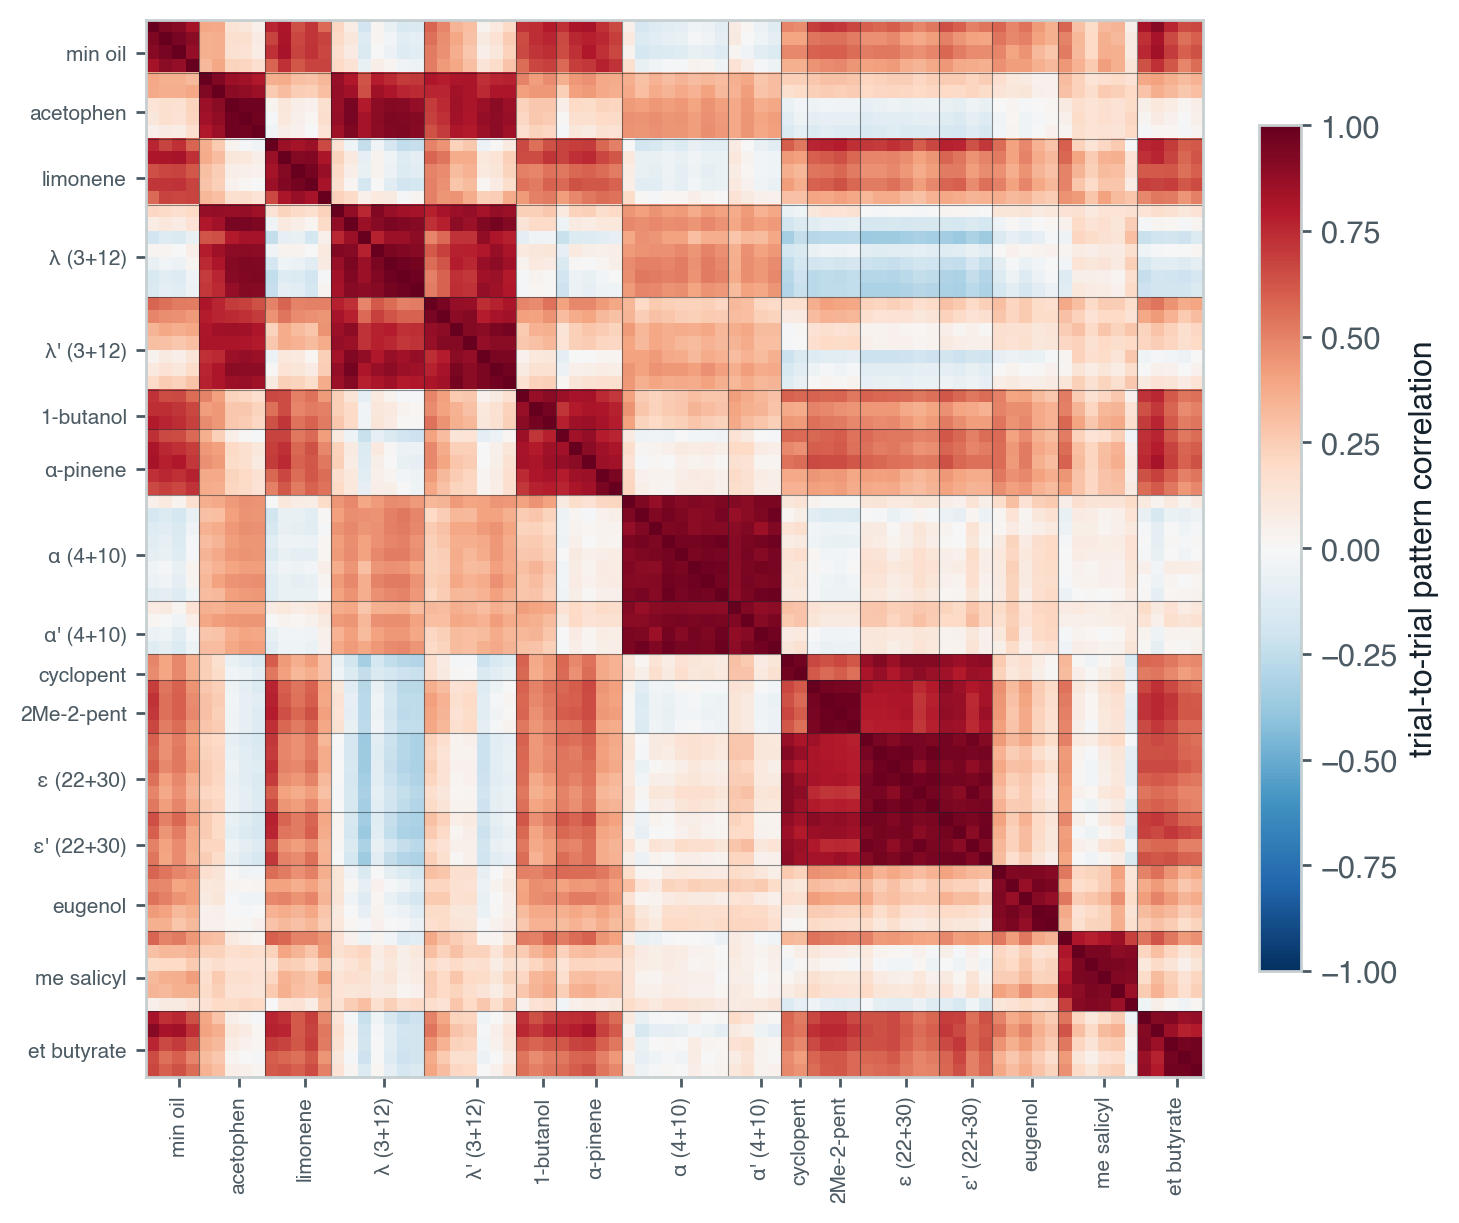 min oil
acetophen
limonene
λ (3+12)
λ' (3+12)
1-butanol
α-pinene
α (4+10)
α' (4+10)
cyclopent
2Me-2-pent
ε (22+30)
ε' (22+30)
eugenol
me salicyl
et butyrate
min oil
acetophen
limonene
λ (3+12)
λ' (3+12)
1-butanol
α-pinene
α (4+10)
α' (4+10)
cyclopent
2Me-2-pent
ε (22+30)
ε' (22+30)
eugenol
me salicyl
et butyrate
1.00
0.75
0.50
0.25
0.00
−0.25
−0.50
−0.75
−1.00
trial-to-trial pattern correlation